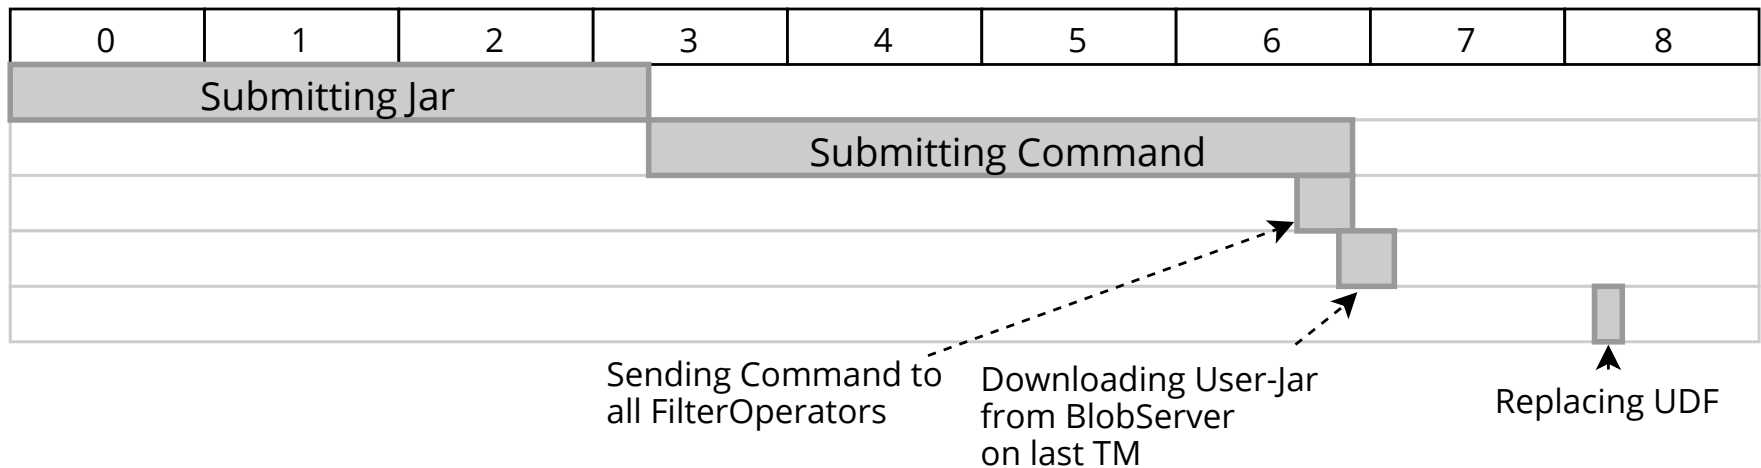 0 1 2 3 4 5 6 7 8
Submitting Jar
Submitting Command
Sending Command to
all FilterOperators
Downloading User-Jar
from BlobServer
on last TM
Replacing UDF